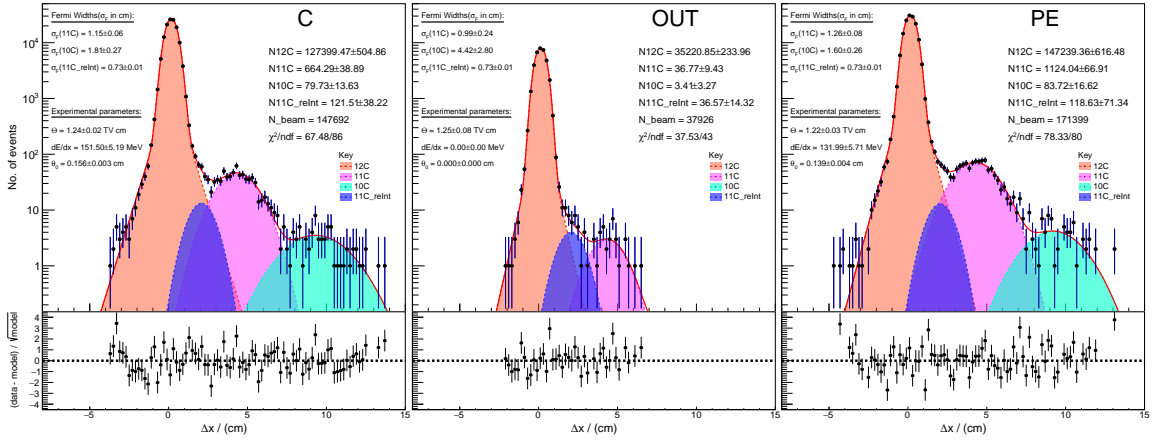 C
Fermi Widths(σF in cm):
σF(11C) = 1.15±0.06
σF(10C) = 1.81±0.27
σF(11C_reInt) = 0.73±0.01
N12C = 127399.47±504.86
N11C = 664.29±38.89
N10C = 79.73±13.63
N11C_reInt = 121.51±38.22
N_beam = 147692
χ²/ndf = 67.48/86
Experimental parameters:
Θ = 1.24±0.02 TV cm
dE/dx = 151.50±5.19 MeV
θ0 = 0.156±0.003 cm
Key
12C
11C
10C
11C_reInt
OUT
Fermi Widths(σF in cm):
σF(11C) = 0.99±0.24
σF(10C) = 4.42±2.80
σF(11C_reInt) = 0.73±0.01
N12C = 35220.85±233.96
N11C = 36.77±9.43
N10C = 3.41±3.27
N11C_reInt = 36.57±14.32
N_beam = 37926
χ²/ndf = 37.53/43
Experimental parameters:
Θ = 1.25±0.08 TV cm
dE/dx = 0.00±0.00 MeV
θ0 = 0.000±0.000 cm
Key
12C
11C
10C
11C_reInt
PE
Fermi Widths(σF in cm):
σF(11C) = 1.26±0.08
σF(10C) = 1.60±0.26
σF(11C_reInt) = 0.73±0.01
N12C = 147239.36±616.48
N11C = 1124.04±66.91
N10C = 83.72±16.62
N11C_reInt = 118.63±71.34
N_beam = 171399
χ²/ndf = 78.33/80
Experimental parameters:
Θ = 1.22±0.03 TV cm
dE/dx = 131.99±5.71 MeV
θ0 = 0.139±0.004 cm
Key
12C
11C
10C
11C_reInt
No. of events
10⁴
10³
10²
10
1
(data - model) / √model
4
3
2
1
0
−1
−2
−3
−4
−5 0 5 10 15
−5 0 5 10 15
−5 0 5 10 15
Δx / (cm)
Δx / (cm)
Δx / (cm)